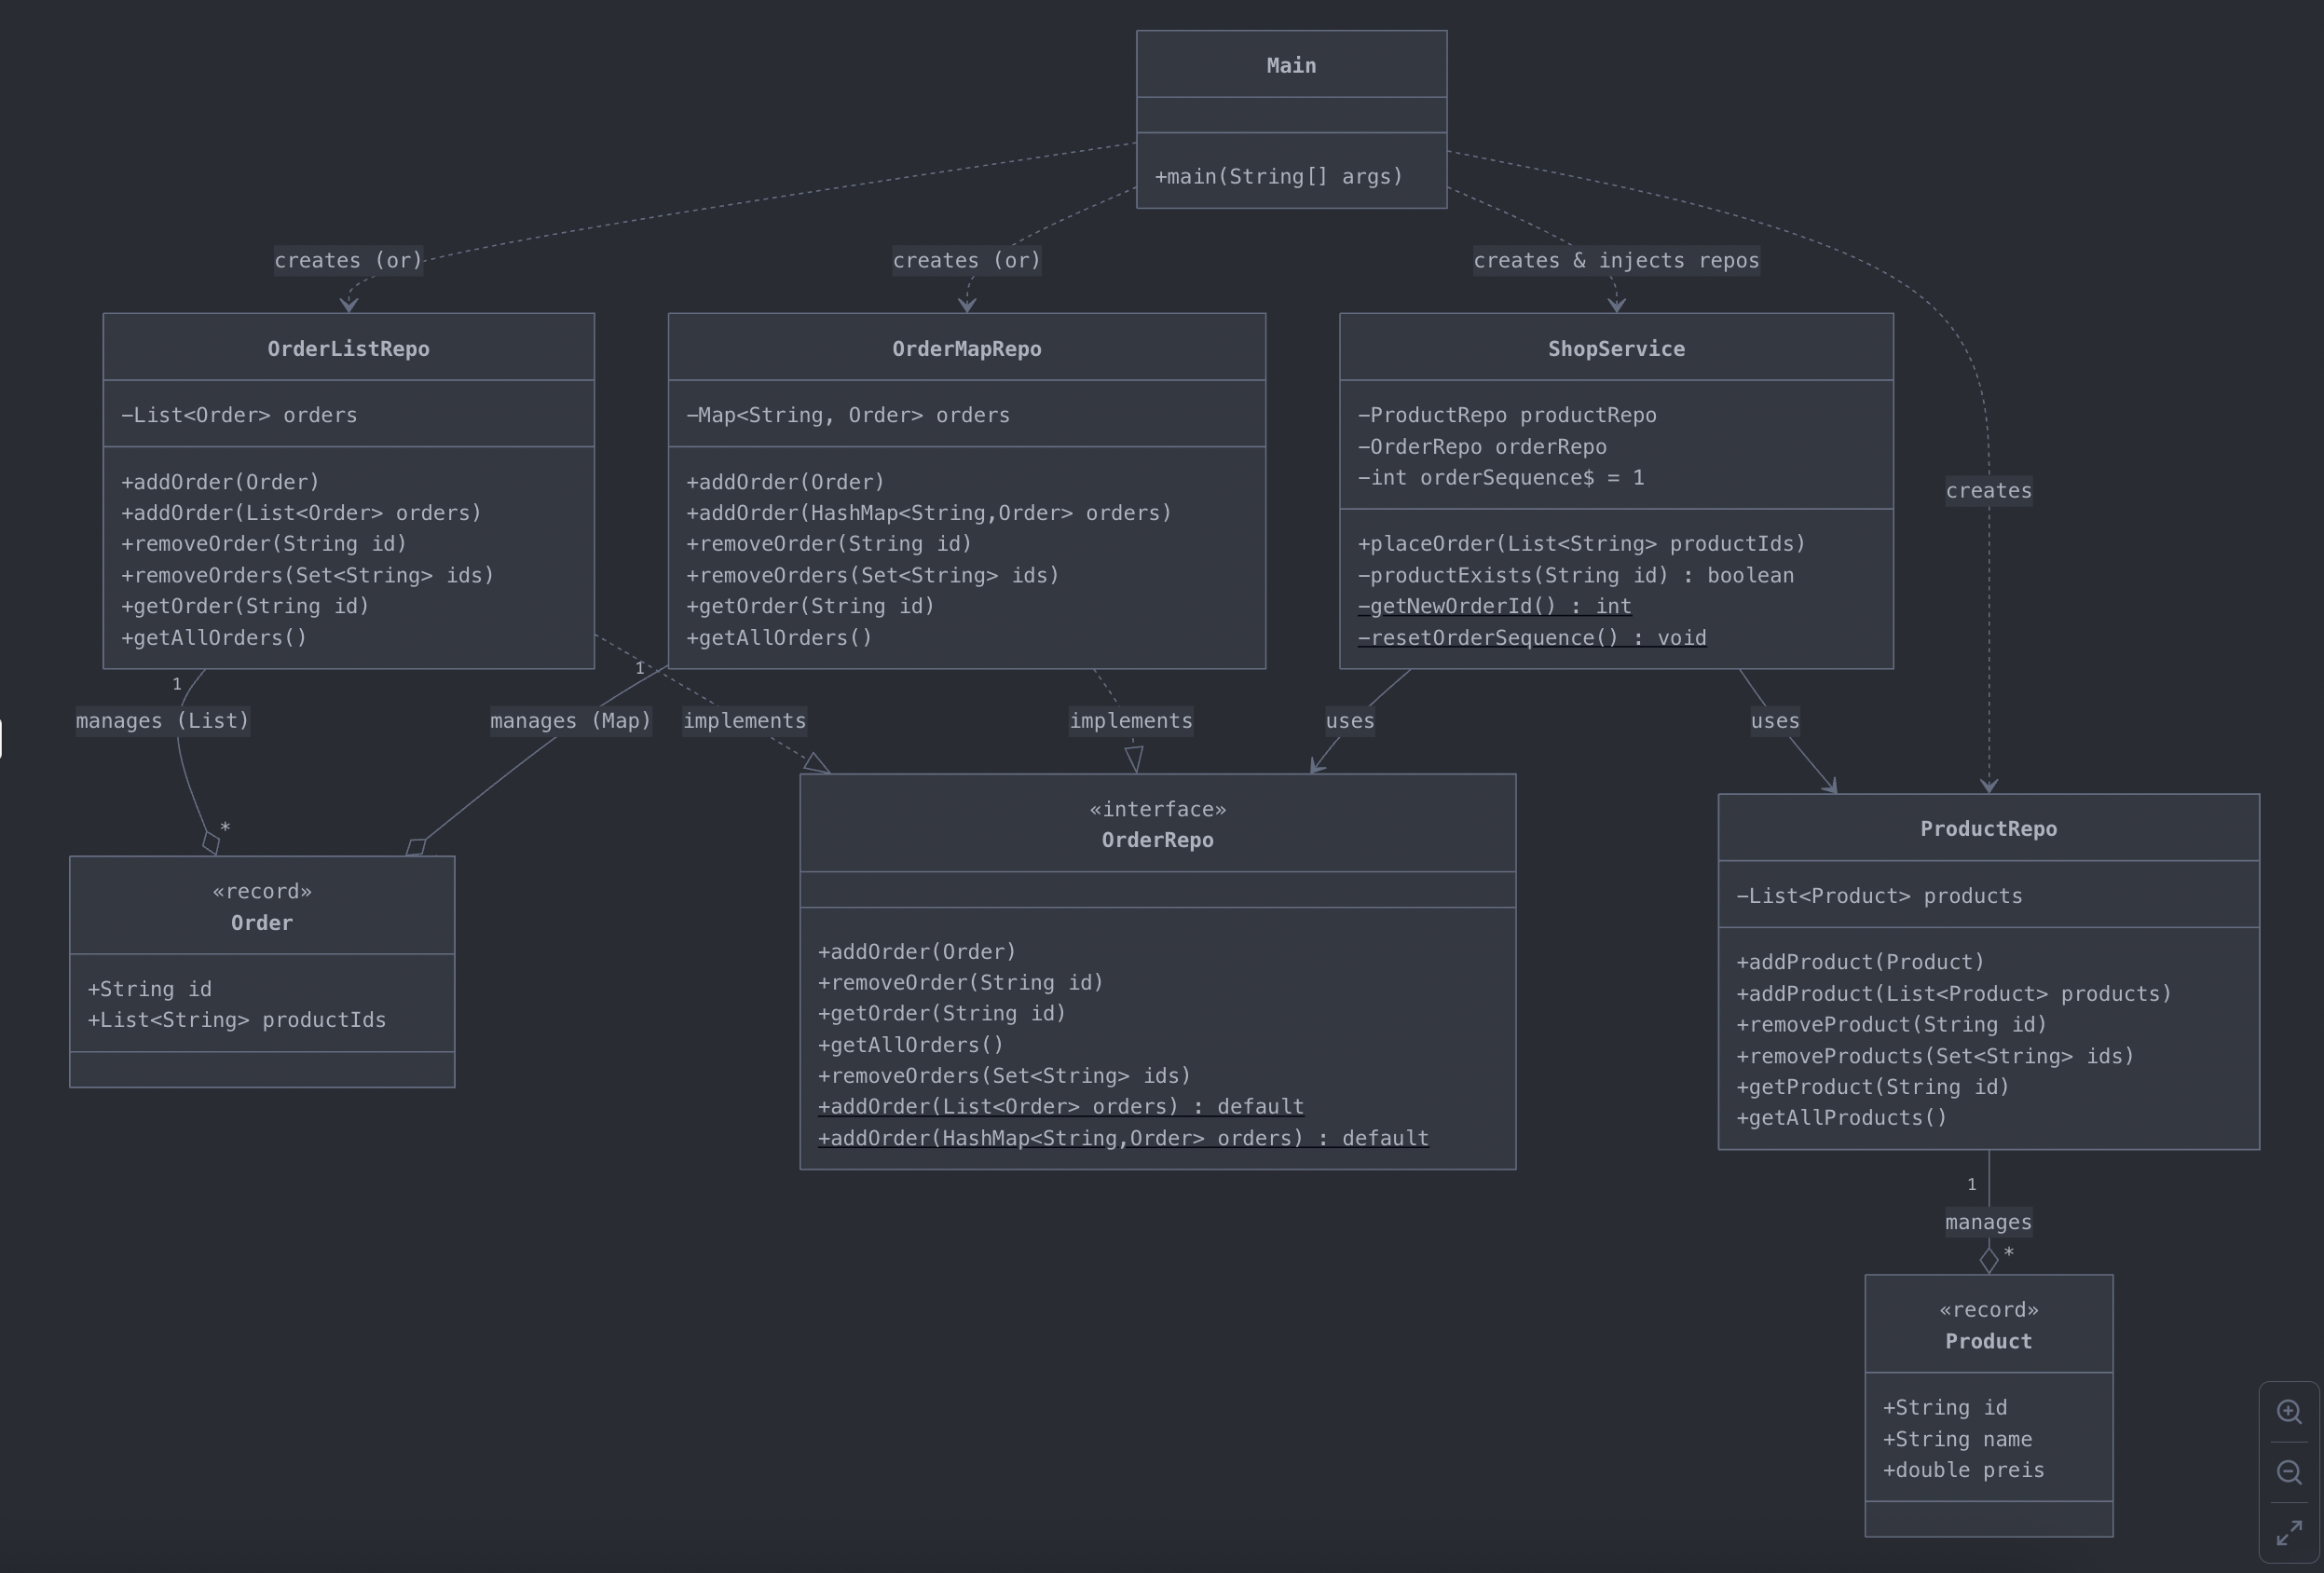 Main
+main(String[] args)
creates (or)
creates (or)
creates & injects repos
creates
OrderListRepo
−List<Order> orders
+addOrder(Order)
+addOrder(List<Order> orders)
+removeOrder(String id)
+removeOrders(Set<String> ids)
+getOrder(String id)
+getAllOrders()
OrderMapRepo
−Map<String, Order> orders
+addOrder(Order)
+addOrder(HashMap<String,Order> orders)
+removeOrder(String id)
+removeOrders(Set<String> ids)
+getOrder(String id)
+getAllOrders()
ShopService
−ProductRepo productRepo
−OrderRepo orderRepo
−int orderSequence$ = 1
+placeOrder(List<String> productIds)
−productExists(String id) : boolean
−getNewOrderId() : int
−resetOrderSequence() : void
1
manages (List)
*
1
manages (Map)
implements
implements
uses
uses
«record»
Order
+String id
+List<String> productIds
«interface»
OrderRepo
+addOrder(Order)
+removeOrder(String id)
+getOrder(String id)
+getAllOrders()
+removeOrders(Set<String> ids)
+addOrder(List<Order> orders) : default
+addOrder(HashMap<String,Order> orders) : default
ProductRepo
−List<Product> products
+addProduct(Product)
+addProduct(List<Product> products)
+removeProduct(String id)
+removeProducts(Set<String> ids)
+getProduct(String id)
+getAllProducts()
1
manages
*
«record»
Product
+String id
+String name
+double preis